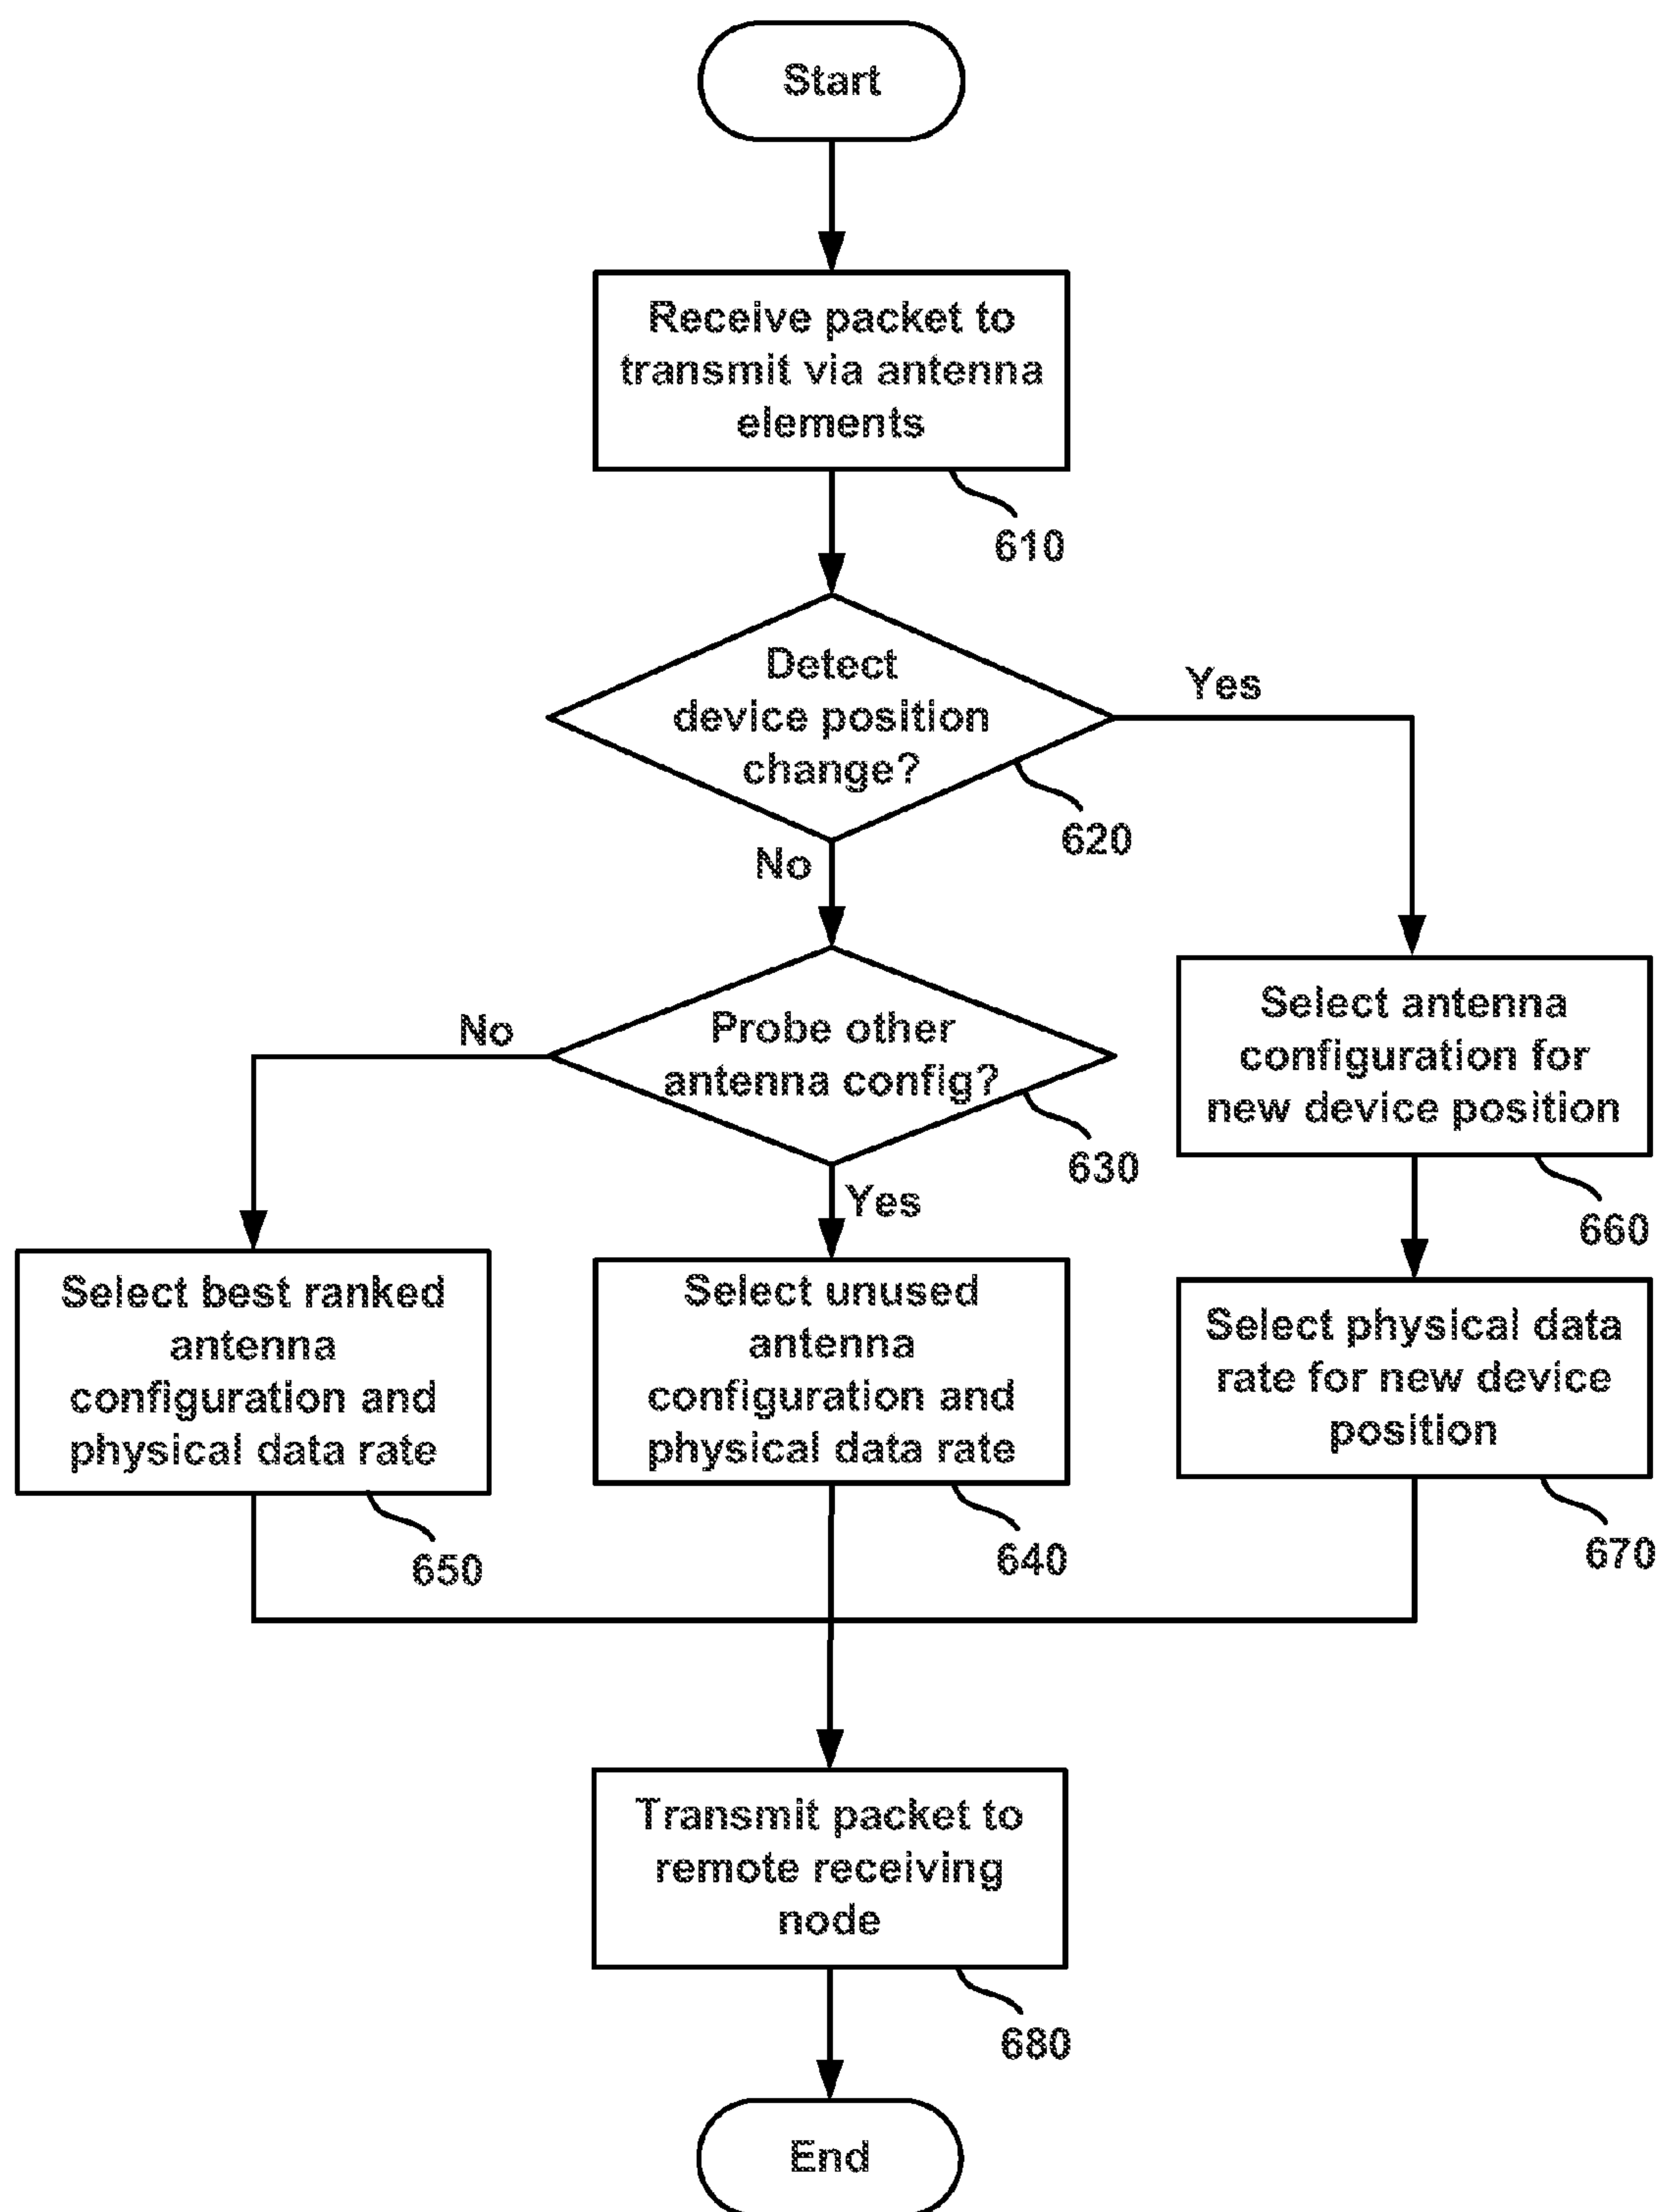 Start
Receive packet to
transmit via antenna
elements
610
Detect
device position
change?
Yes
620
No
Probe other
antenna config?
No
630
Yes
Select antenna
configuration for
new device position
660
Select best ranked
antenna
configuration and
physical data rate
650
Select unused
antenna
configuration and
physical data rate
640
Select physical data
rate for new device
position
670
Transmit packet to
remote receiving
node
680
End